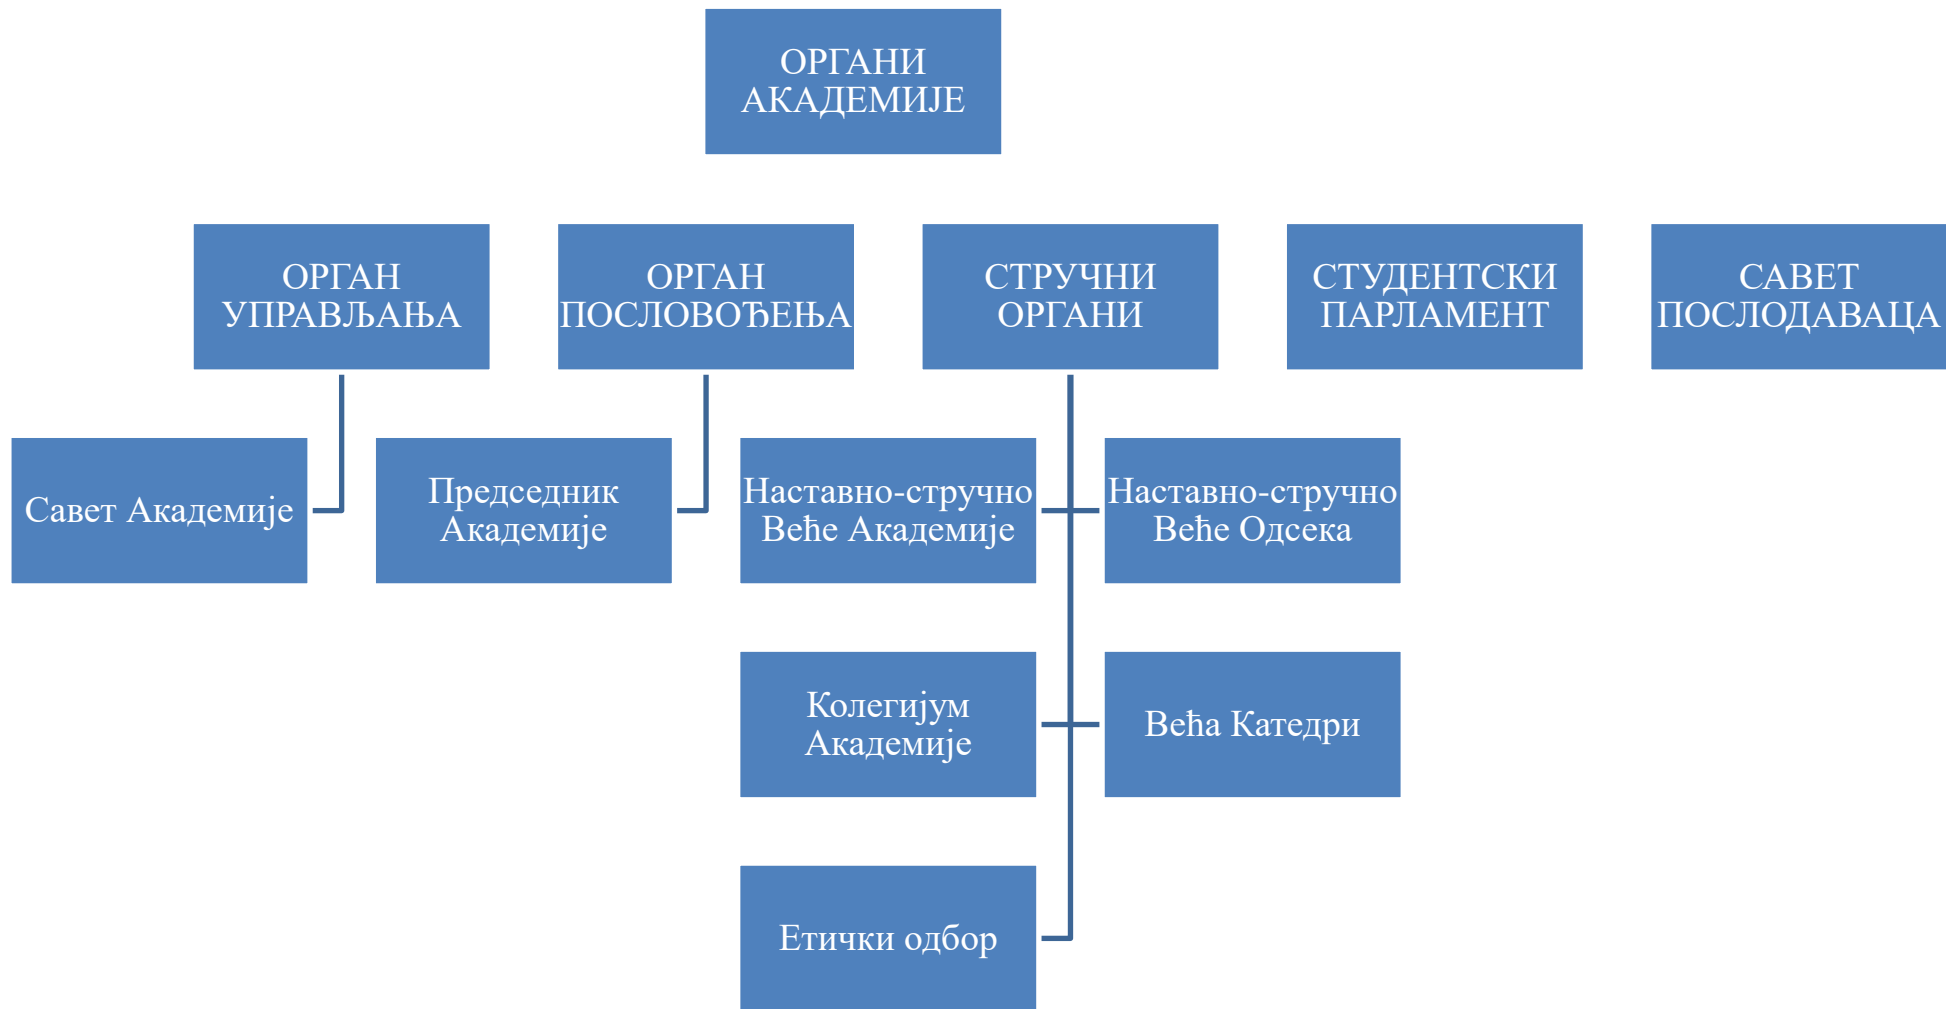 ОРГАНИ
АКАДЕМИЈЕ
ОРГАН
УПРАВЉАЊА
ОРГАН
ПОСЛОВОЂЕЊА
СТРУЧНИ
ОРГАНИ
СТУДЕНТСКИ
ПАРЛАМЕНТ
САВЕТ
ПОСЛОДАВАЦА
Савет Академије
Председник
Академије
Наставно-стручно
Веће Академије
Наставно-стручно
Веће Одсека
Колегијум
Академије
Већа Катедри
Етички одбор